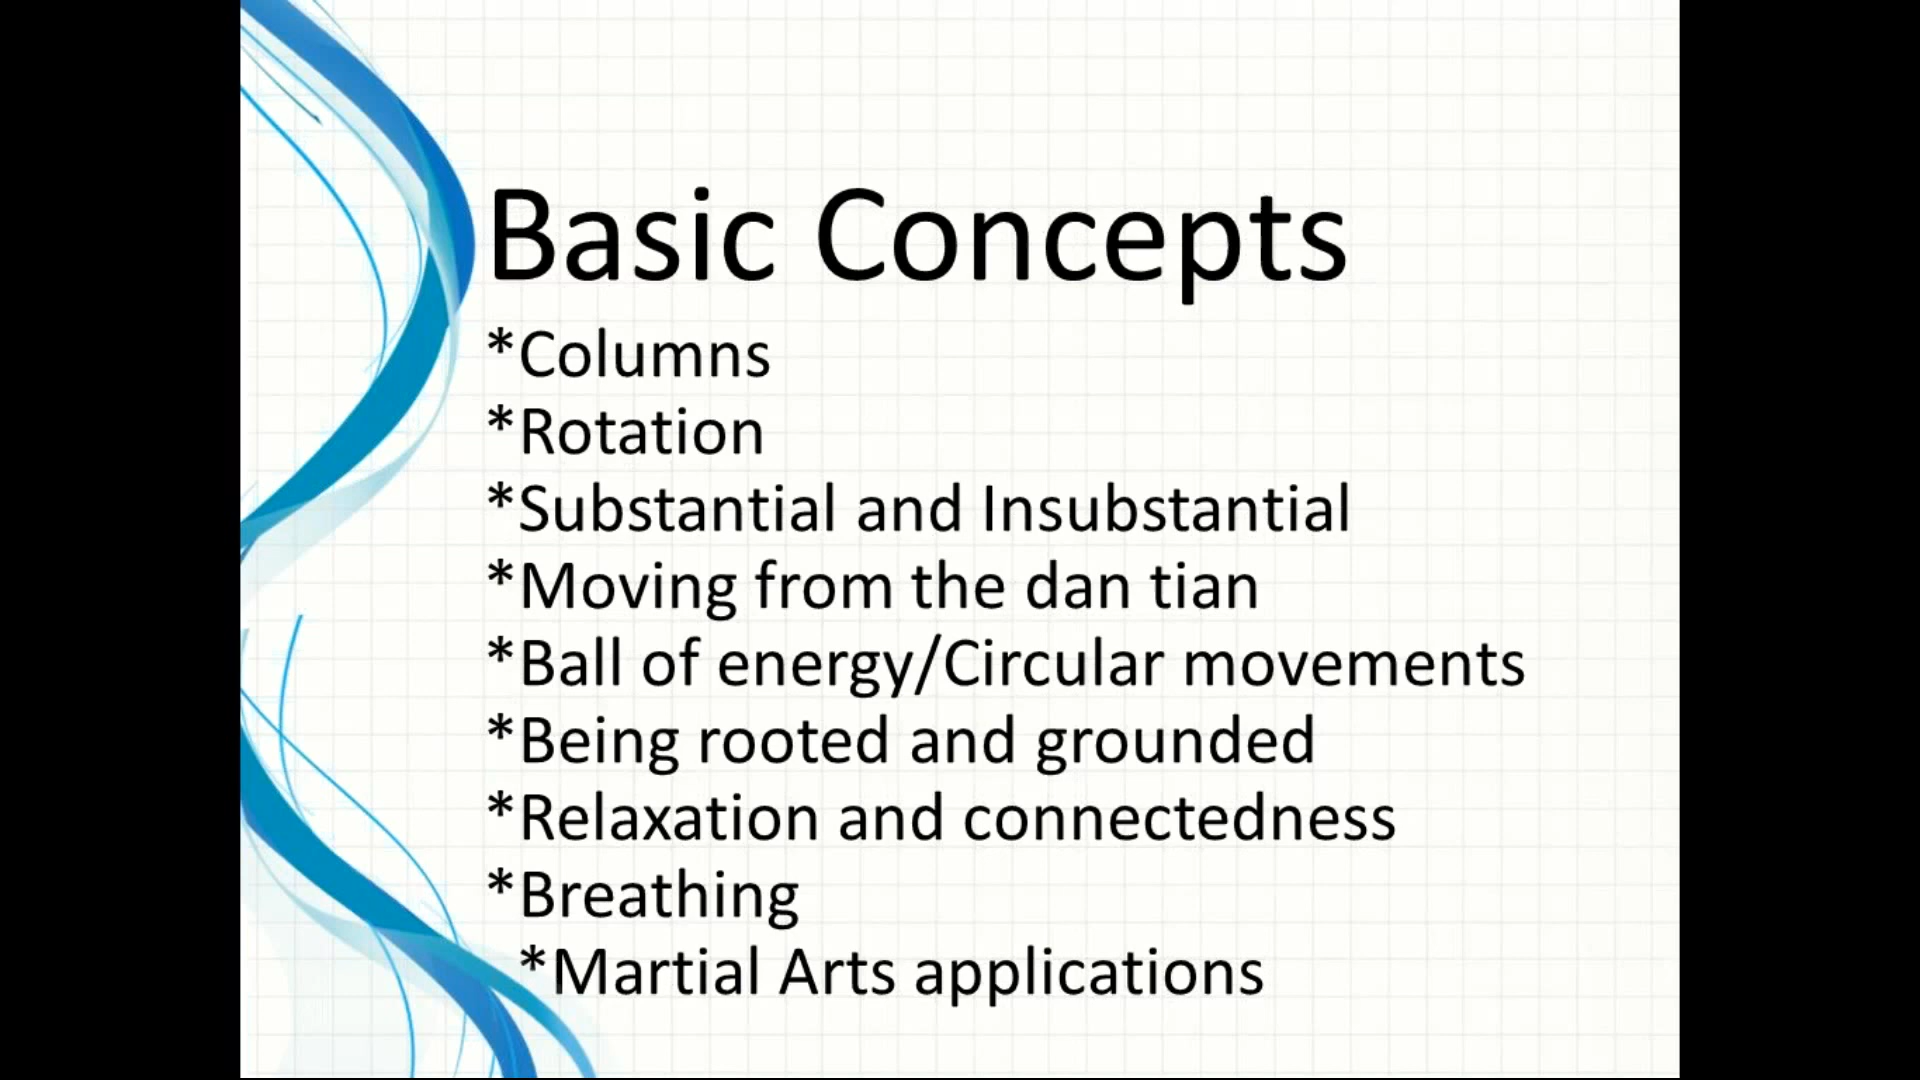 Basic Concepts
*Columns
*Rotation
*Substantial and Insubstantial
*Moving from the dan tian
*Ball of energy/Circular movements
*Being rooted and grounded
*Relaxation and connectedness
*Breathing
*Martial Arts applications